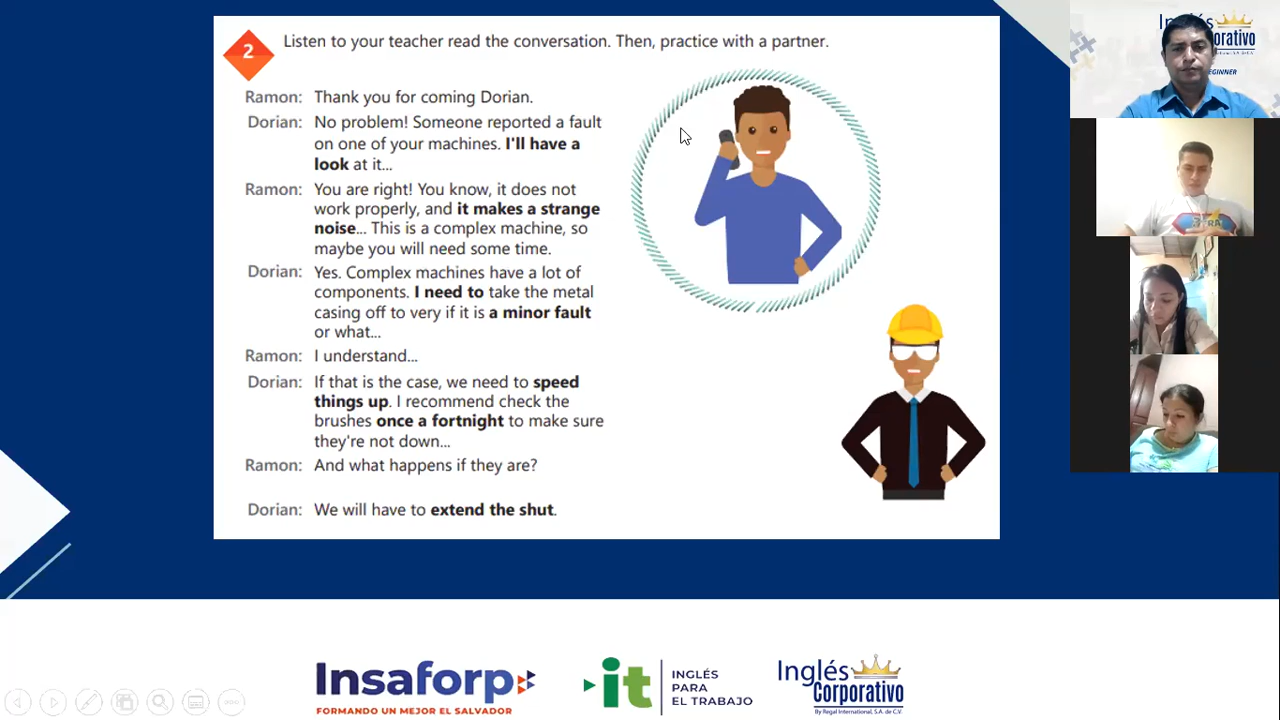 2
Listen to your teacher read the conversation. Then, practice with a partner.
Ramon: Thank you for coming Dorian.
Dorian: No problem! Someone reported a fault
on one of your machines. I'll have a
look at it...
Ramon: You are right! You know, it does not
work properly, and it makes a strange
noise... This is a complex machine, so
maybe you will need some time.
Dorian: Yes. Complex machines have a lot of
components. I need to take the metal
casing off to very if it is a minor fault
or what...
Ramon: I understand...
Dorian: If that is the case, we need to speed
things up. I recommend check the
brushes once a fortnight to make sure
they're not down...
Ramon: And what happens if they are?
Dorian: We will have to extend the shut.
Insaforp
FORMANDO UN MEJOR EL SALVADOR
it
INGLÉS
PARA
EL TRABAJO
Inglés
Corporativo
By Regal International, S.A. de C.V.